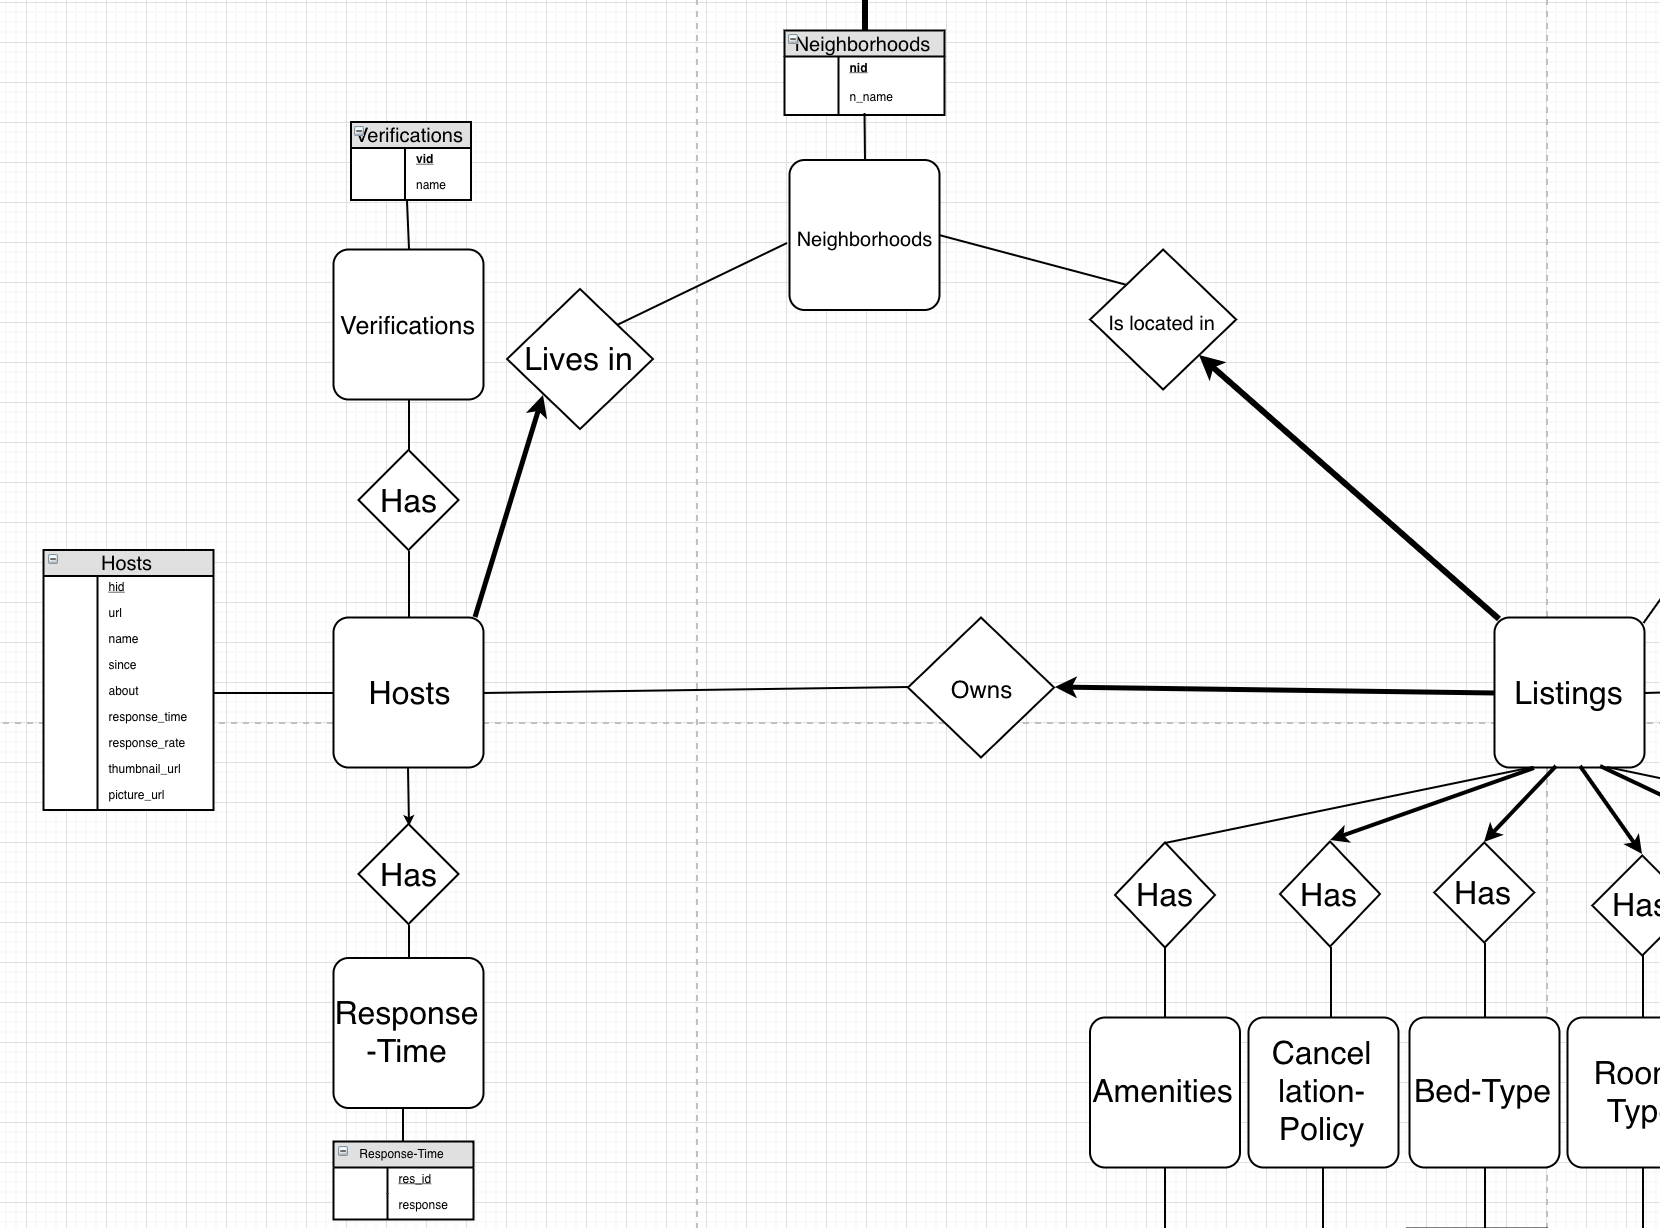 Neighborhoods
nid
n_name
Verifications
vid
name
Neighborhoods
Verifications
Lives in
Is located in
Has
Hosts
hid
url
name
since
about
response_time
response_rate
thumbnail_url
picture_url
Hosts
Owns
Listings
Has
Has
Has
Has
Has
Response
-Time
Amenities
Cancel
lation-
Policy
Bed-Type
Room
Typ
Response-Time
res_id
response